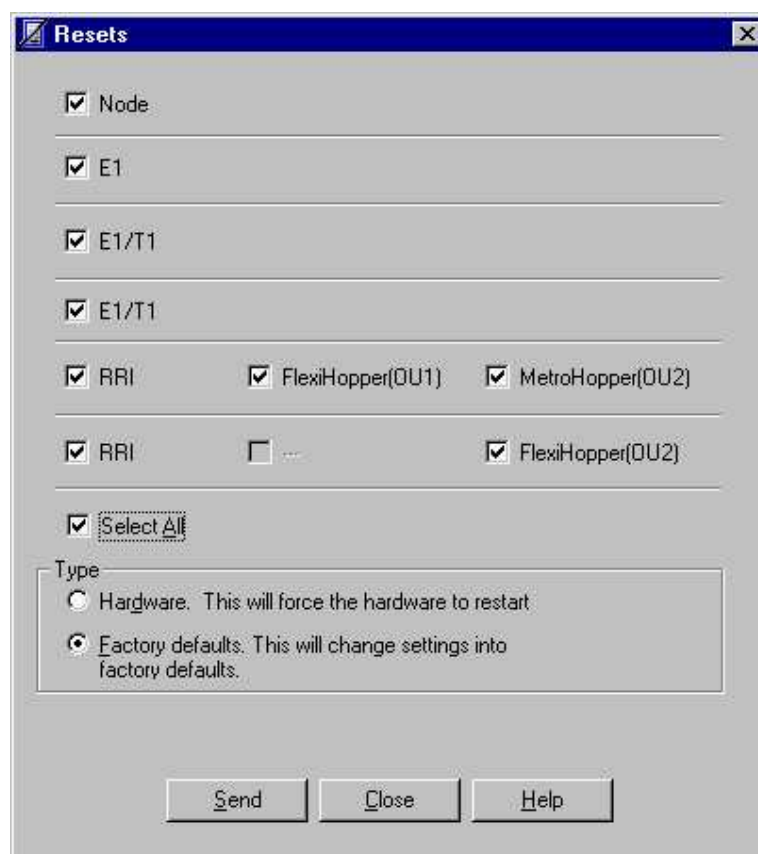 Resets
Node
E1
E1/T1
E1/T1
RRI FlexiHopper(OU1) MetroHopper(OU2)
RRI ... FlexiHopper(OU2)
Select All
Type
Hardware. This will force the hardware to restart
Factory defaults. This will change settings into
factory defaults.
Send Close Help